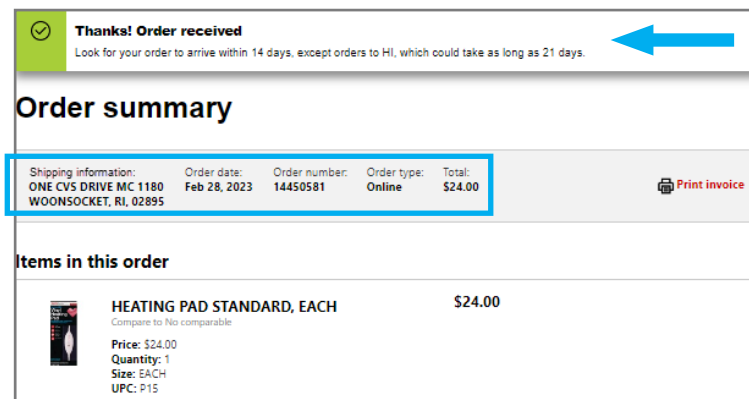 Thanks! Order received
Look for your order to arrive within 14 days, except orders to HI, which could take as long as 21 days.
Order summary
Shipping information: Order date: Order number: Order type: Total:
ONE CVS DRIVE MC 1180 Feb 28, 2023 14450581 Online $24.00 Print invoice
WOONSOCKET, RI, 02895
Items in this order
HEATING PAD STANDARD, EACH $24.00
Compare to No comparable
Price: $24.00
Quantity: 1
Size: EACH
UPC: P15